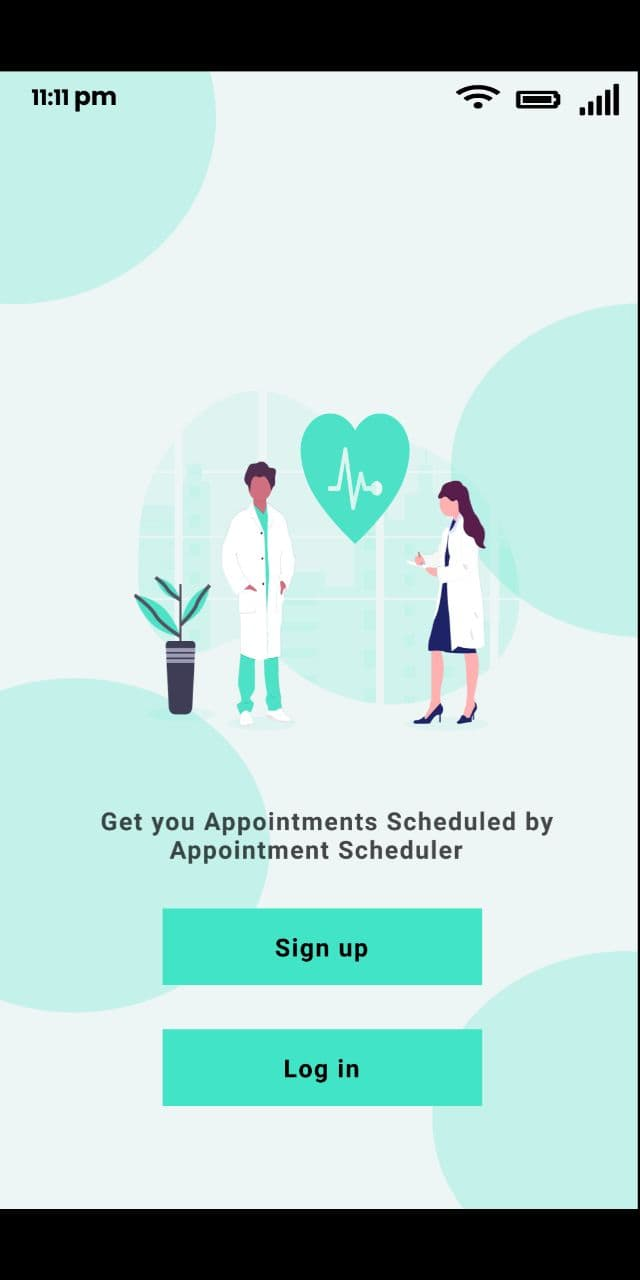 11:11 pm
Get you Appointments Scheduled by
Appointment Scheduler
Sign up
Log in